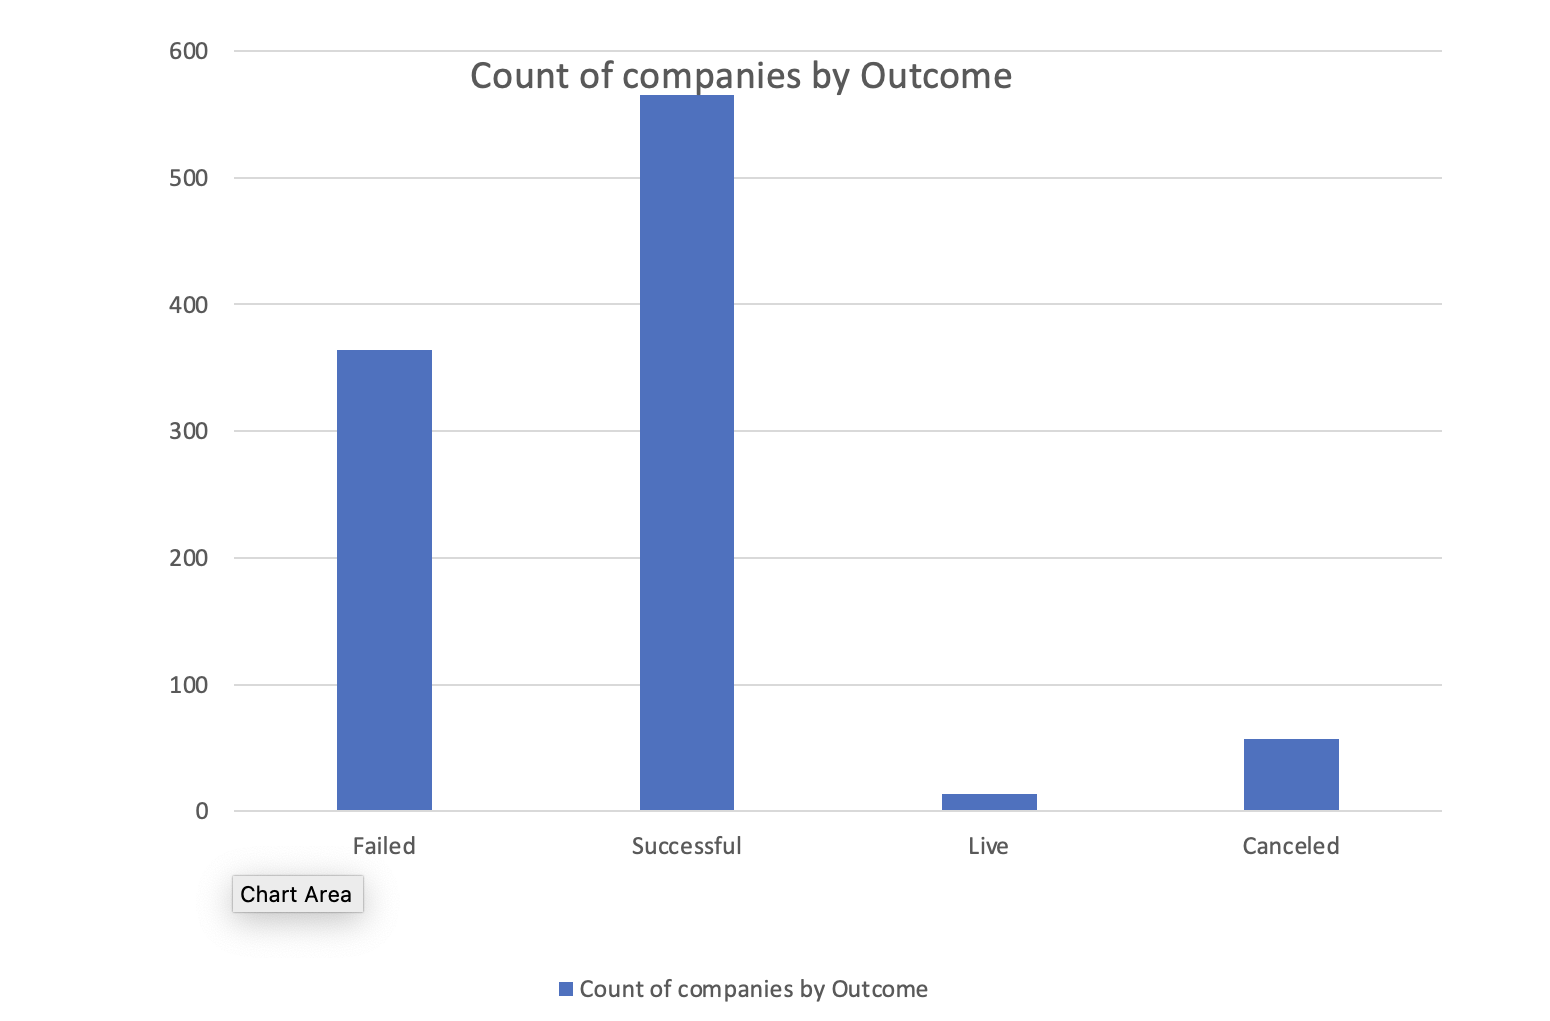 Count of companies by Outcome
600
500
400
300
200
100
0
Failed Successful Live Canceled
Chart Area
Count of companies by Outcome